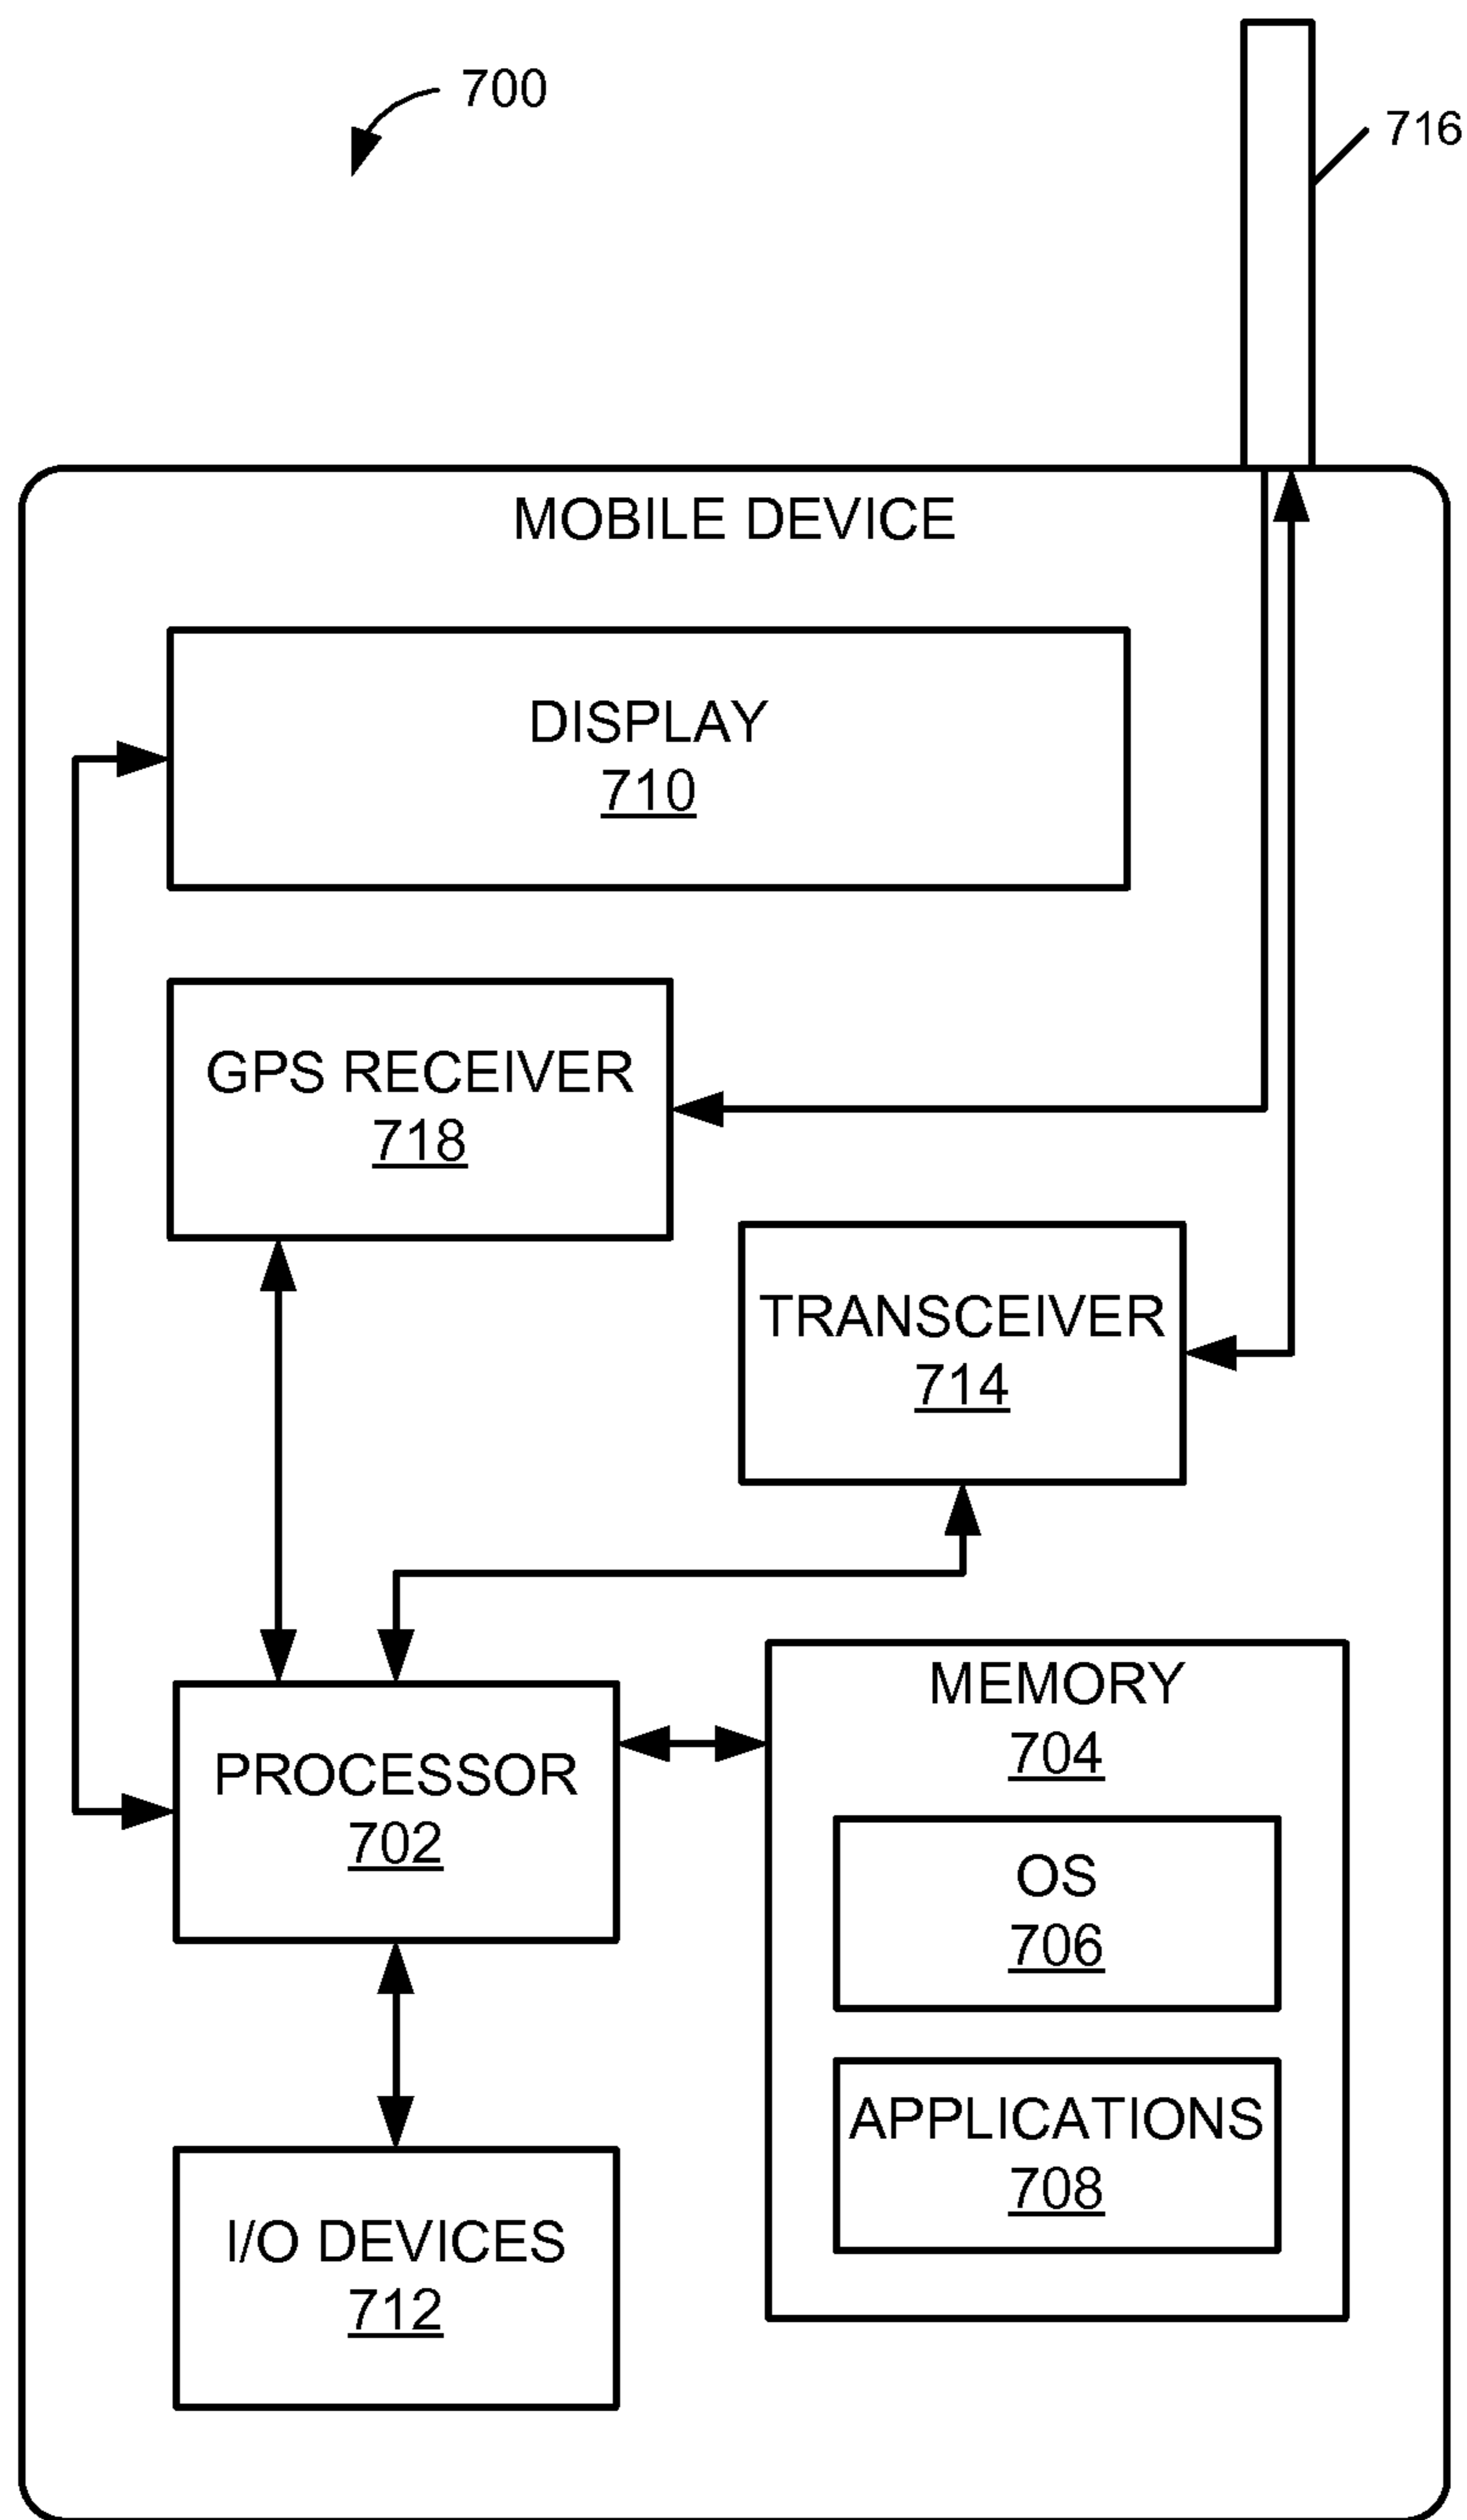 700
716
MOBILE DEVICE
DISPLAY
710
GPS RECEIVER
718
TRANSCEIVER
714
PROCESSOR
702
MEMORY
704
OS
706
APPLICATIONS
708
I/O DEVICES
712